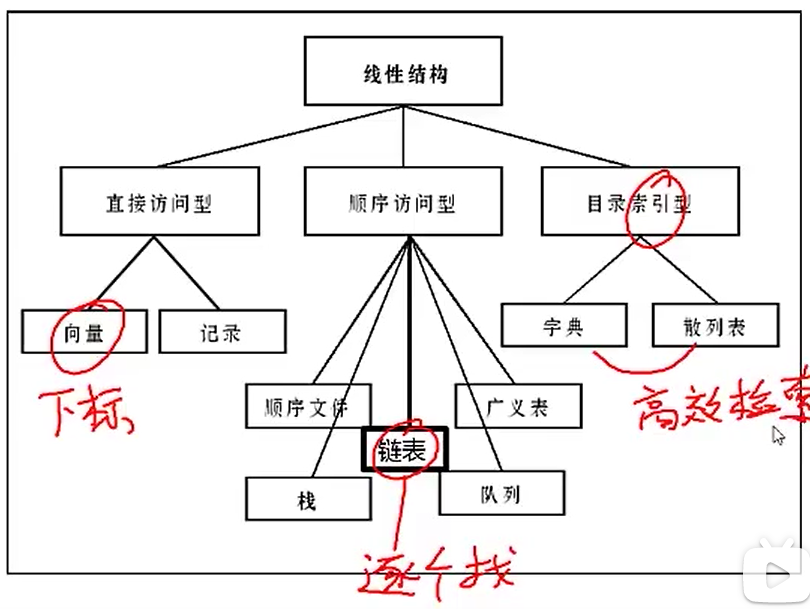 线性结构
直接访问型
顺序访问型
目录索引型
向量
记录
字典
散列表
下标
顺序文件
广义表
高效检索
链表
栈
队列
逐个找